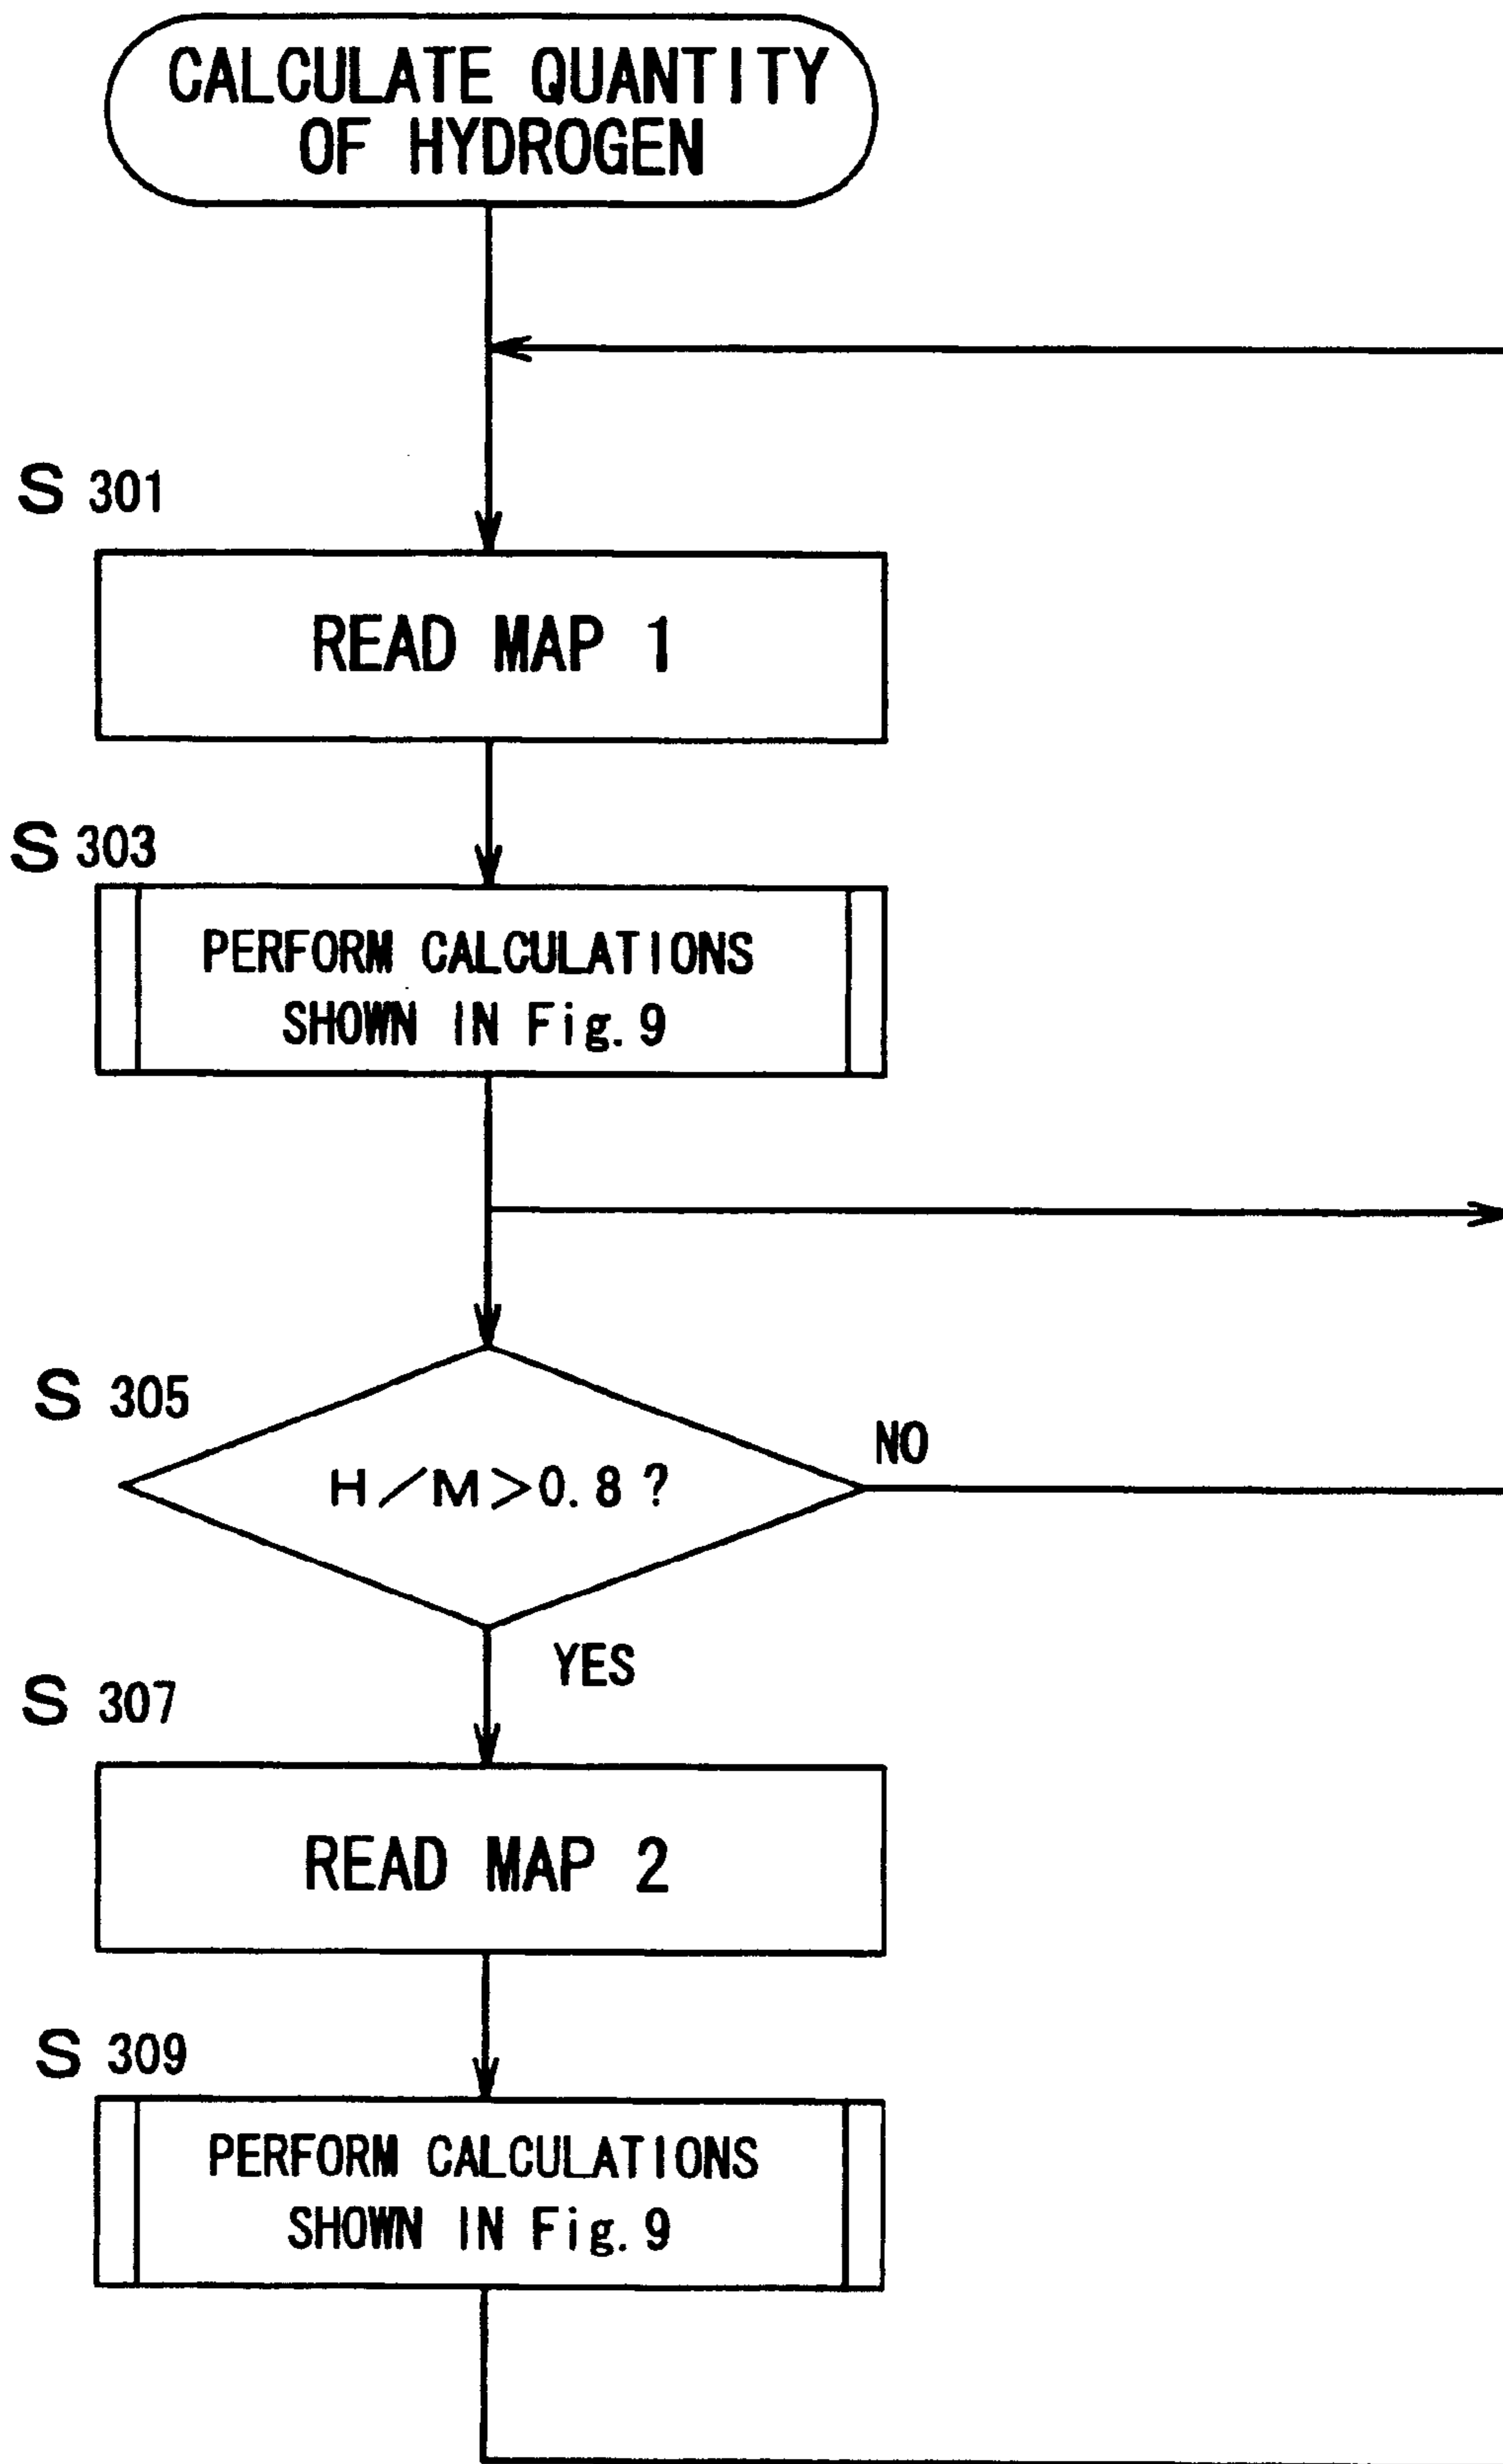 CALCULATE QUANTITY
OF HYDROGEN
S 301
READ MAP 1
S 303
PERFORM CALCULATIONS
SHOWN IN Fig. 9
S 305
H/M>0.8?
NO
YES
S 307
READ MAP 2
S 309
PERFORM CALCULATIONS
SHOWN IN Fig. 9